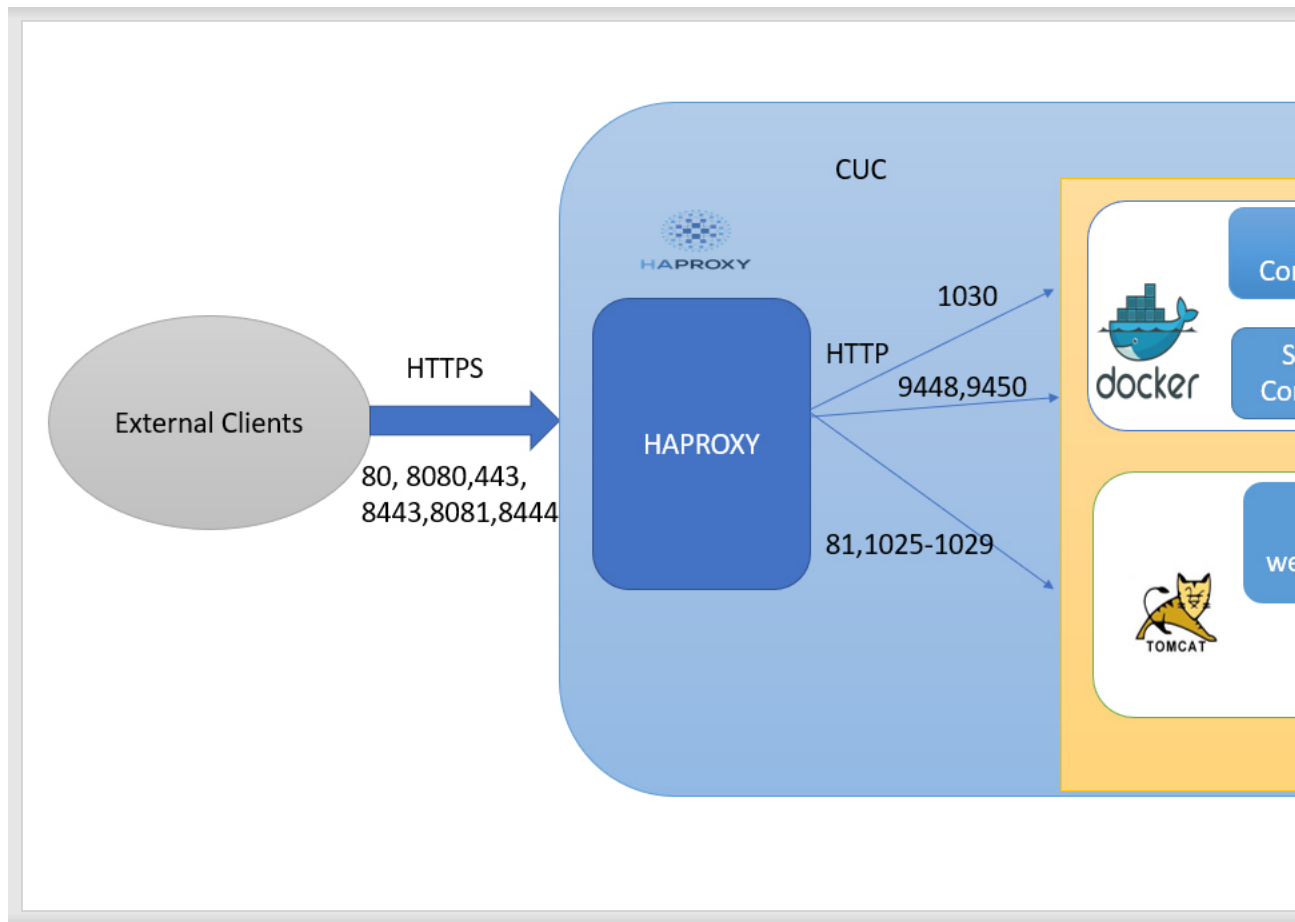 CUC
HAPROXY
1030
HTTP
9448,9450
HTTPS
External Clients
80, 8080,443,
8443,8081,8444
HAPROXY
81,1025-1029
docker
TOMCAT